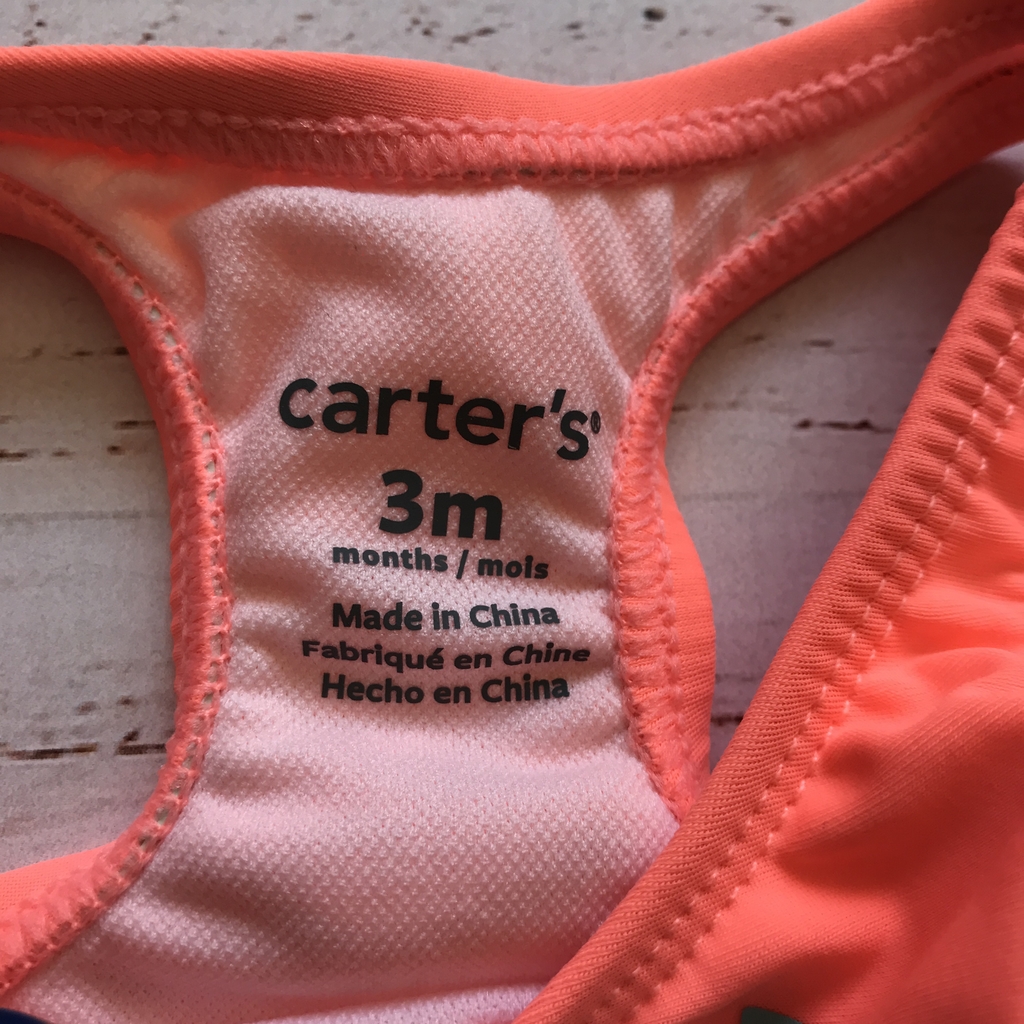 carter's®
3m
months / mois
Made in China
Fabriqué en Chine
Hecho en China